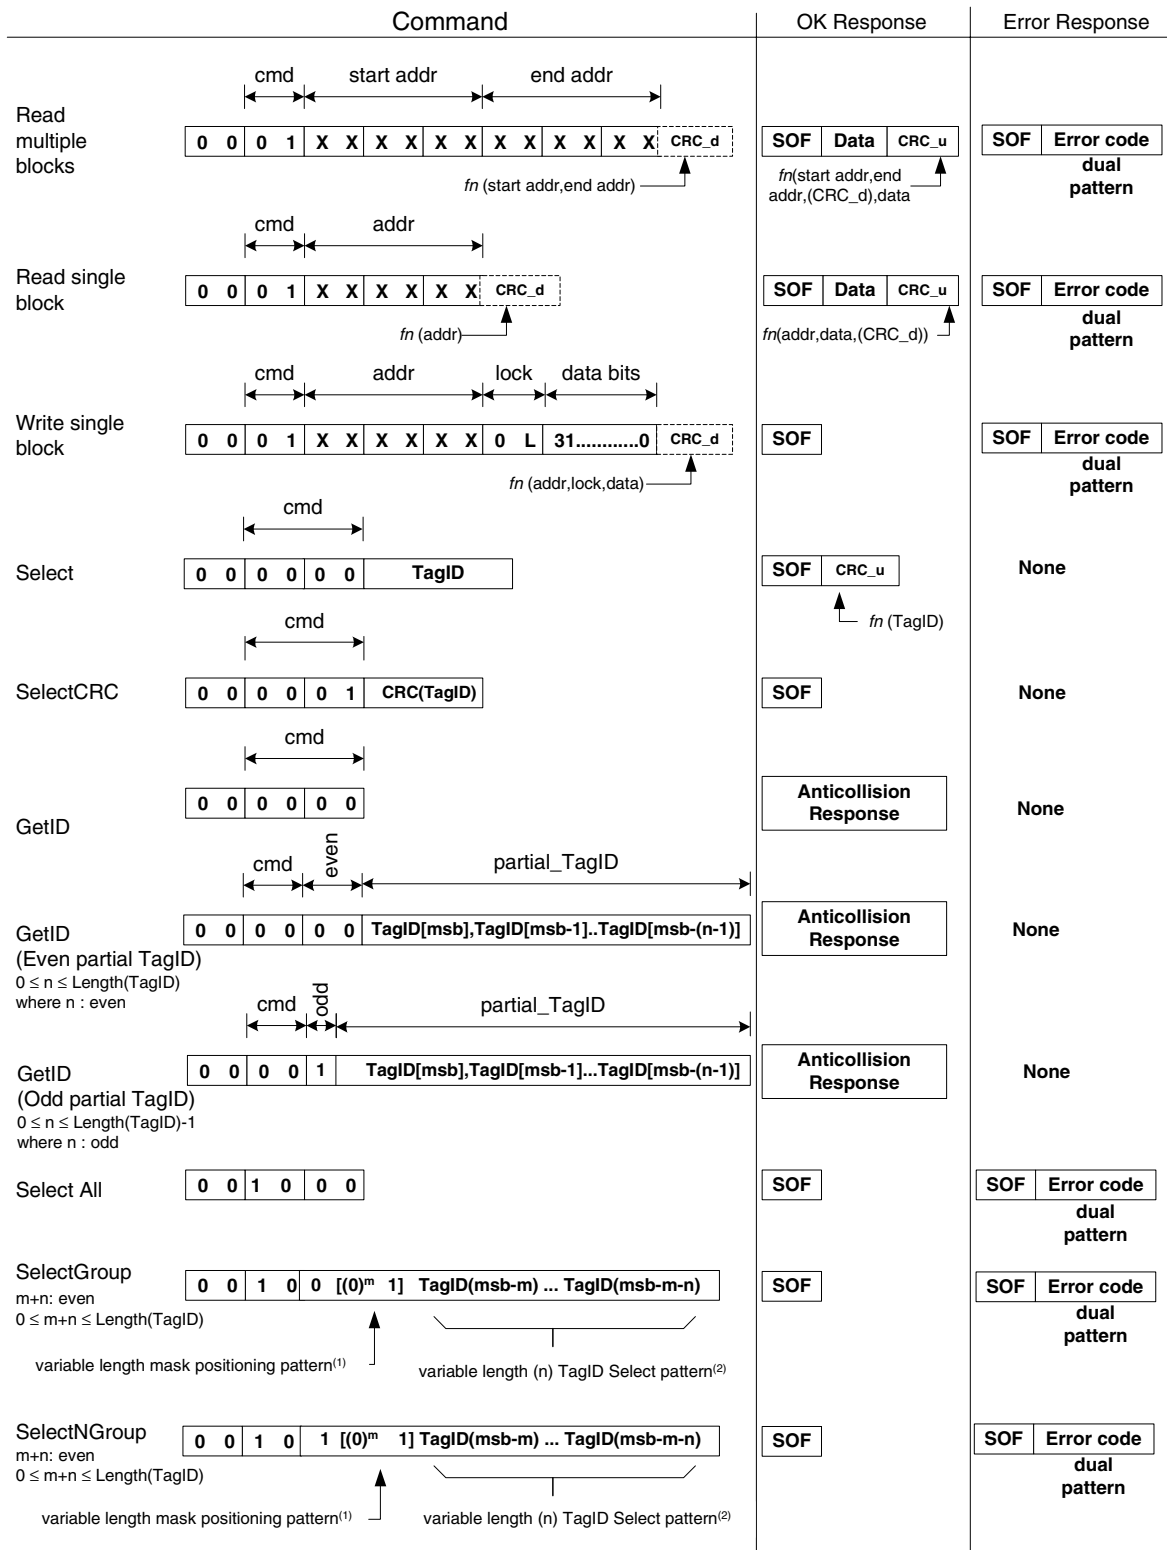 Command OK Response Error Response
cmd start addr end addr
Read multiple blocks
0 0 0 1 X X X X X X X X X X X X CRC_d
SOF Data CRC_u
SOF Error code
dual pattern
fn (start addr,end addr)
fn(start addr,end
addr,(CRC_d),data
cmd addr
Read single block
0 0 0 1 X X X X X X CRC_d
SOF Data CRC_u
SOF Error code
dual pattern
fn (addr)
fn(addr,data,(CRC_d))
cmd addr lock data bits
Write single block
0 0 0 1 X X X X X X 0 L 31............0 CRC_d
SOF
SOF Error code
dual pattern
fn (addr,lock,data)
cmd
Select
0 0 0 0 0 0 TagID
SOF CRC_u
None
fn (TagID)
cmd
SelectCRC
0 0 0 0 0 1 CRC(TagID)
SOF
None
cmd
GetID
0 0 0 0 0 0
Anticollision
Response
None
cmd even partial_TagID
GetID
(Even partial TagID)
0 ≤ n ≤ Length(TagID)
where n : even
0 0 0 0 0 0 TagID[msb],TagID[msb-1]..TagID[msb-(n-1)]
Anticollision
Response
None
cmd odd partial_TagID
GetID
(Odd partial TagID)
0 ≤ n ≤ Length(TagID)-1
where n : odd
0 0 0 0 1 TagID[msb],TagID[msb-1]...TagID[msb-(n-1)]
Anticollision
Response
None
Select All
0 0 1 0 0 0
SOF
SOF Error code
dual
pattern
SelectGroup
m+n: even
0 ≤ m+n ≤ Length(TagID)
0 0 1 0 0 [(0)ᵐ 1] TagID(msb-m) ... TagID(msb-m-n)
SOF
SOF Error code
dual
pattern
variable length mask positioning pattern⁽¹⁾
variable length (n) TagID Select pattern⁽²⁾
SelectNGroup
m+n: even
0 ≤ m+n ≤ Length(TagID)
0 0 1 0 1 [(0)ᵐ 1] TagID(msb-m) ... TagID(msb-m-n)
SOF
SOF Error code
dual
pattern
variable length mask positioning pattern⁽¹⁾
variable length (n) TagID Select pattern⁽²⁾